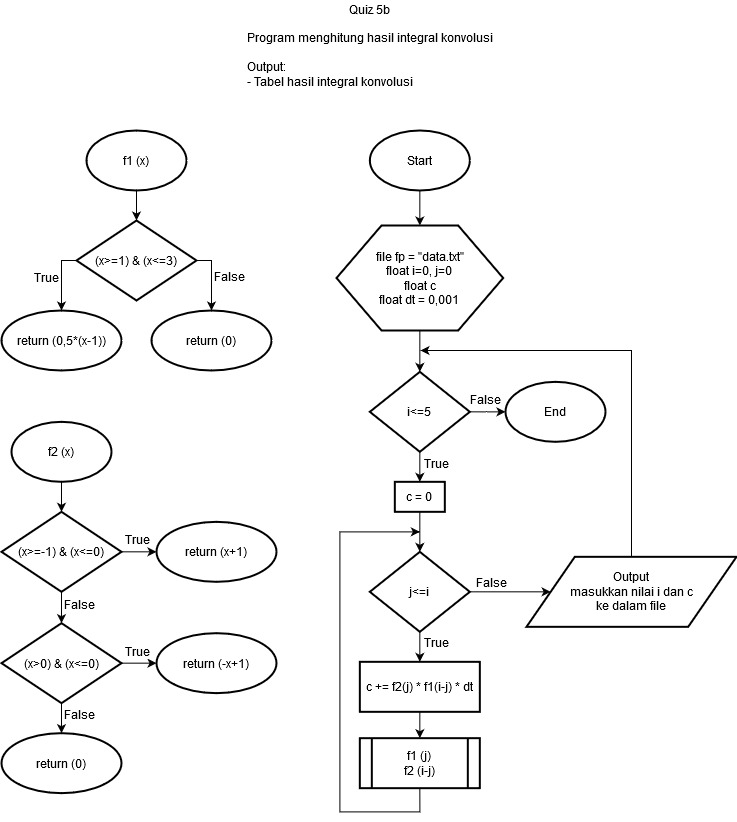 Quiz 5b
Program menghitung hasil integral konvolusi
Output:
- Tabel hasil integral konvolusi
f1 (x)
(x>=1) & (x<=3)
True
False
return (0,5*(x-1))
return (0)
f2 (x)
(x>=-1) & (x<=0)
True
return (x+1)
False
(x>0) & (x<=0)
True
return (-x+1)
False
return (0)
Start
file fp = "data.txt"
float i=0, j=0
float c
float dt = 0,001
i<=5
False
End
True
c = 0
j<=i
False
Output
masukkan nilai i dan c
ke dalam file
True
c += f2(j) * f1(i-j) * dt
f1 (j)
f2 (i-j)